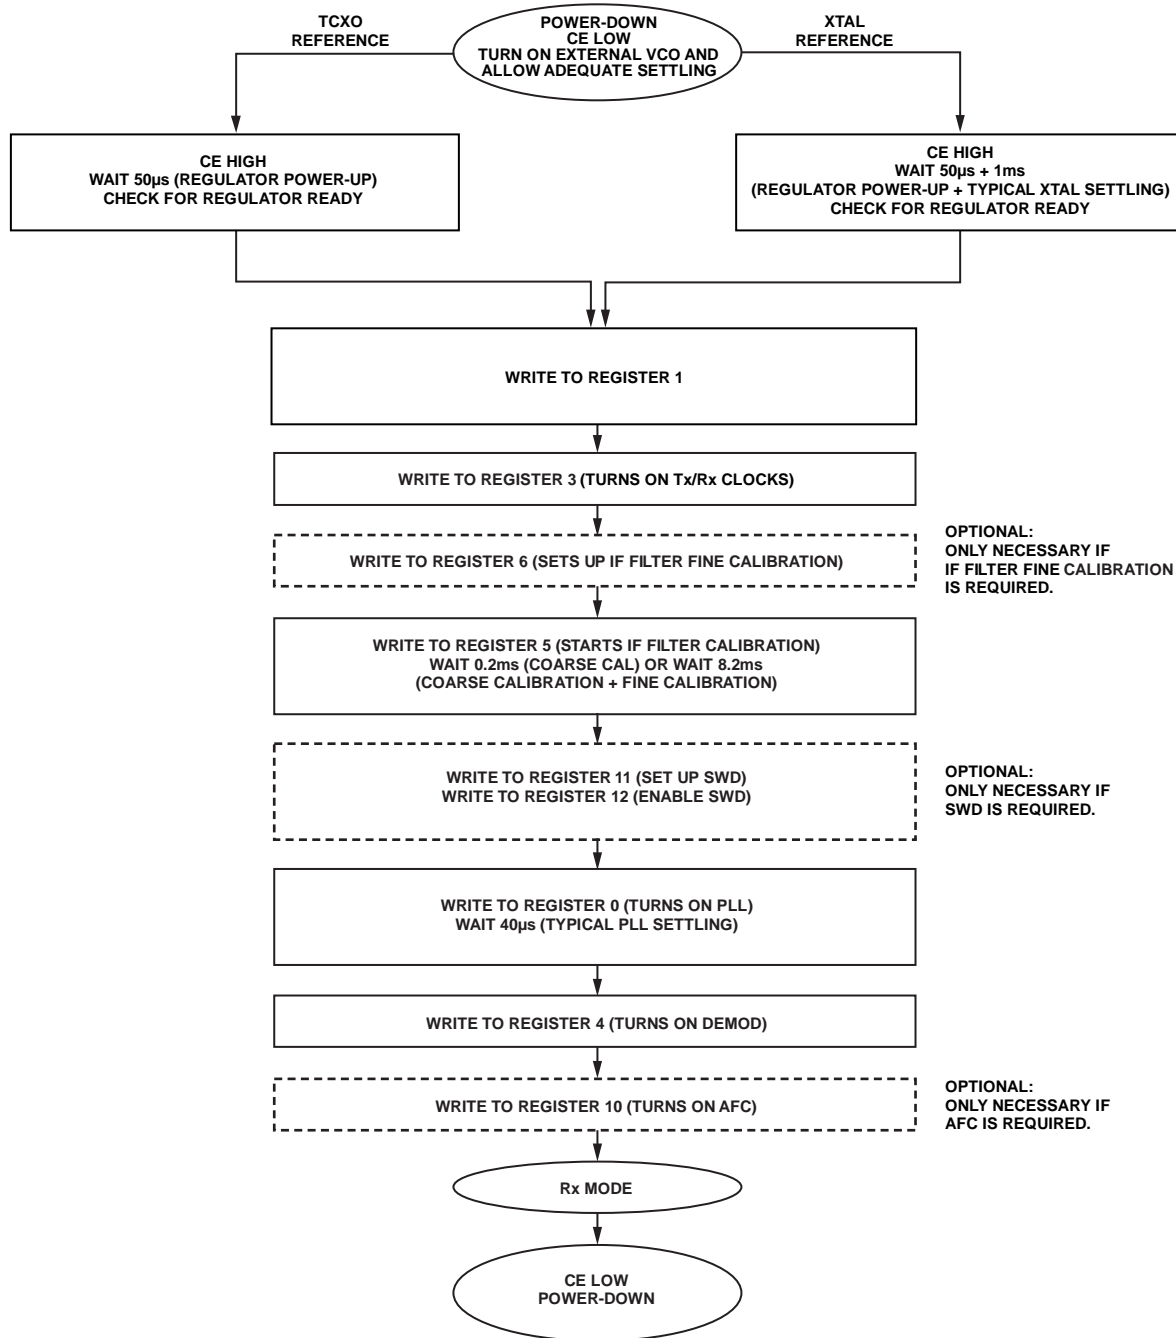 TCXO
REFERENCE
POWER-DOWN
CE LOW
TURN ON EXTERNAL VCO AND
ALLOW ADEQUATE SETTLING
XTAL
REFERENCE
CE HIGH
WAIT 50µs (REGULATOR POWER-UP)
CHECK FOR REGULATOR READY
CE HIGH
WAIT 50µs + 1ms
(REGULATOR POWER-UP + TYPICAL XTAL SETTLING)
CHECK FOR REGULATOR READY
WRITE TO REGISTER 1
WRITE TO REGISTER 3 (TURNS ON Tx/Rx CLOCKS)
WRITE TO REGISTER 6 (SETS UP IF FILTER FINE CALIBRATION)
OPTIONAL:
ONLY NECESSARY IF
IF FILTER FINE CALIBRATION
IS REQUIRED.
WRITE TO REGISTER 5 (STARTS IF FILTER CALIBRATION)
WAIT 0.2ms (COARSE CAL) OR WAIT 8.2ms
(COARSE CALIBRATION + FINE CALIBRATION)
WRITE TO REGISTER 11 (SET UP SWD)
WRITE TO REGISTER 12 (ENABLE SWD)
OPTIONAL:
ONLY NECESSARY IF
SWD IS REQUIRED.
WRITE TO REGISTER 0 (TURNS ON PLL)
WAIT 40µs (TYPICAL PLL SETTLING)
WRITE TO REGISTER 4 (TURNS ON DEMOD)
WRITE TO REGISTER 10 (TURNS ON AFC)
OPTIONAL:
ONLY NECESSARY IF
AFC IS REQUIRED.
Rx MODE
CE LOW
POWER-DOWN